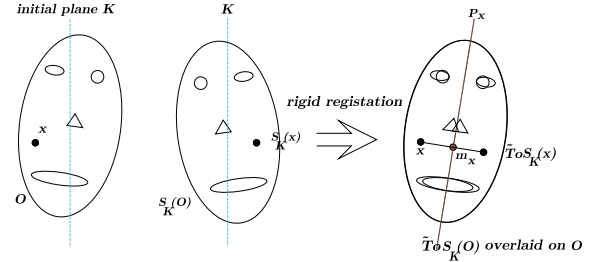 initial plane K
K
P_x
rigid registation
x
S_K(x)
x
m_x
T̃oS_K(x)
O
S_K(O)
T̃oS_K(O) overlaid on O